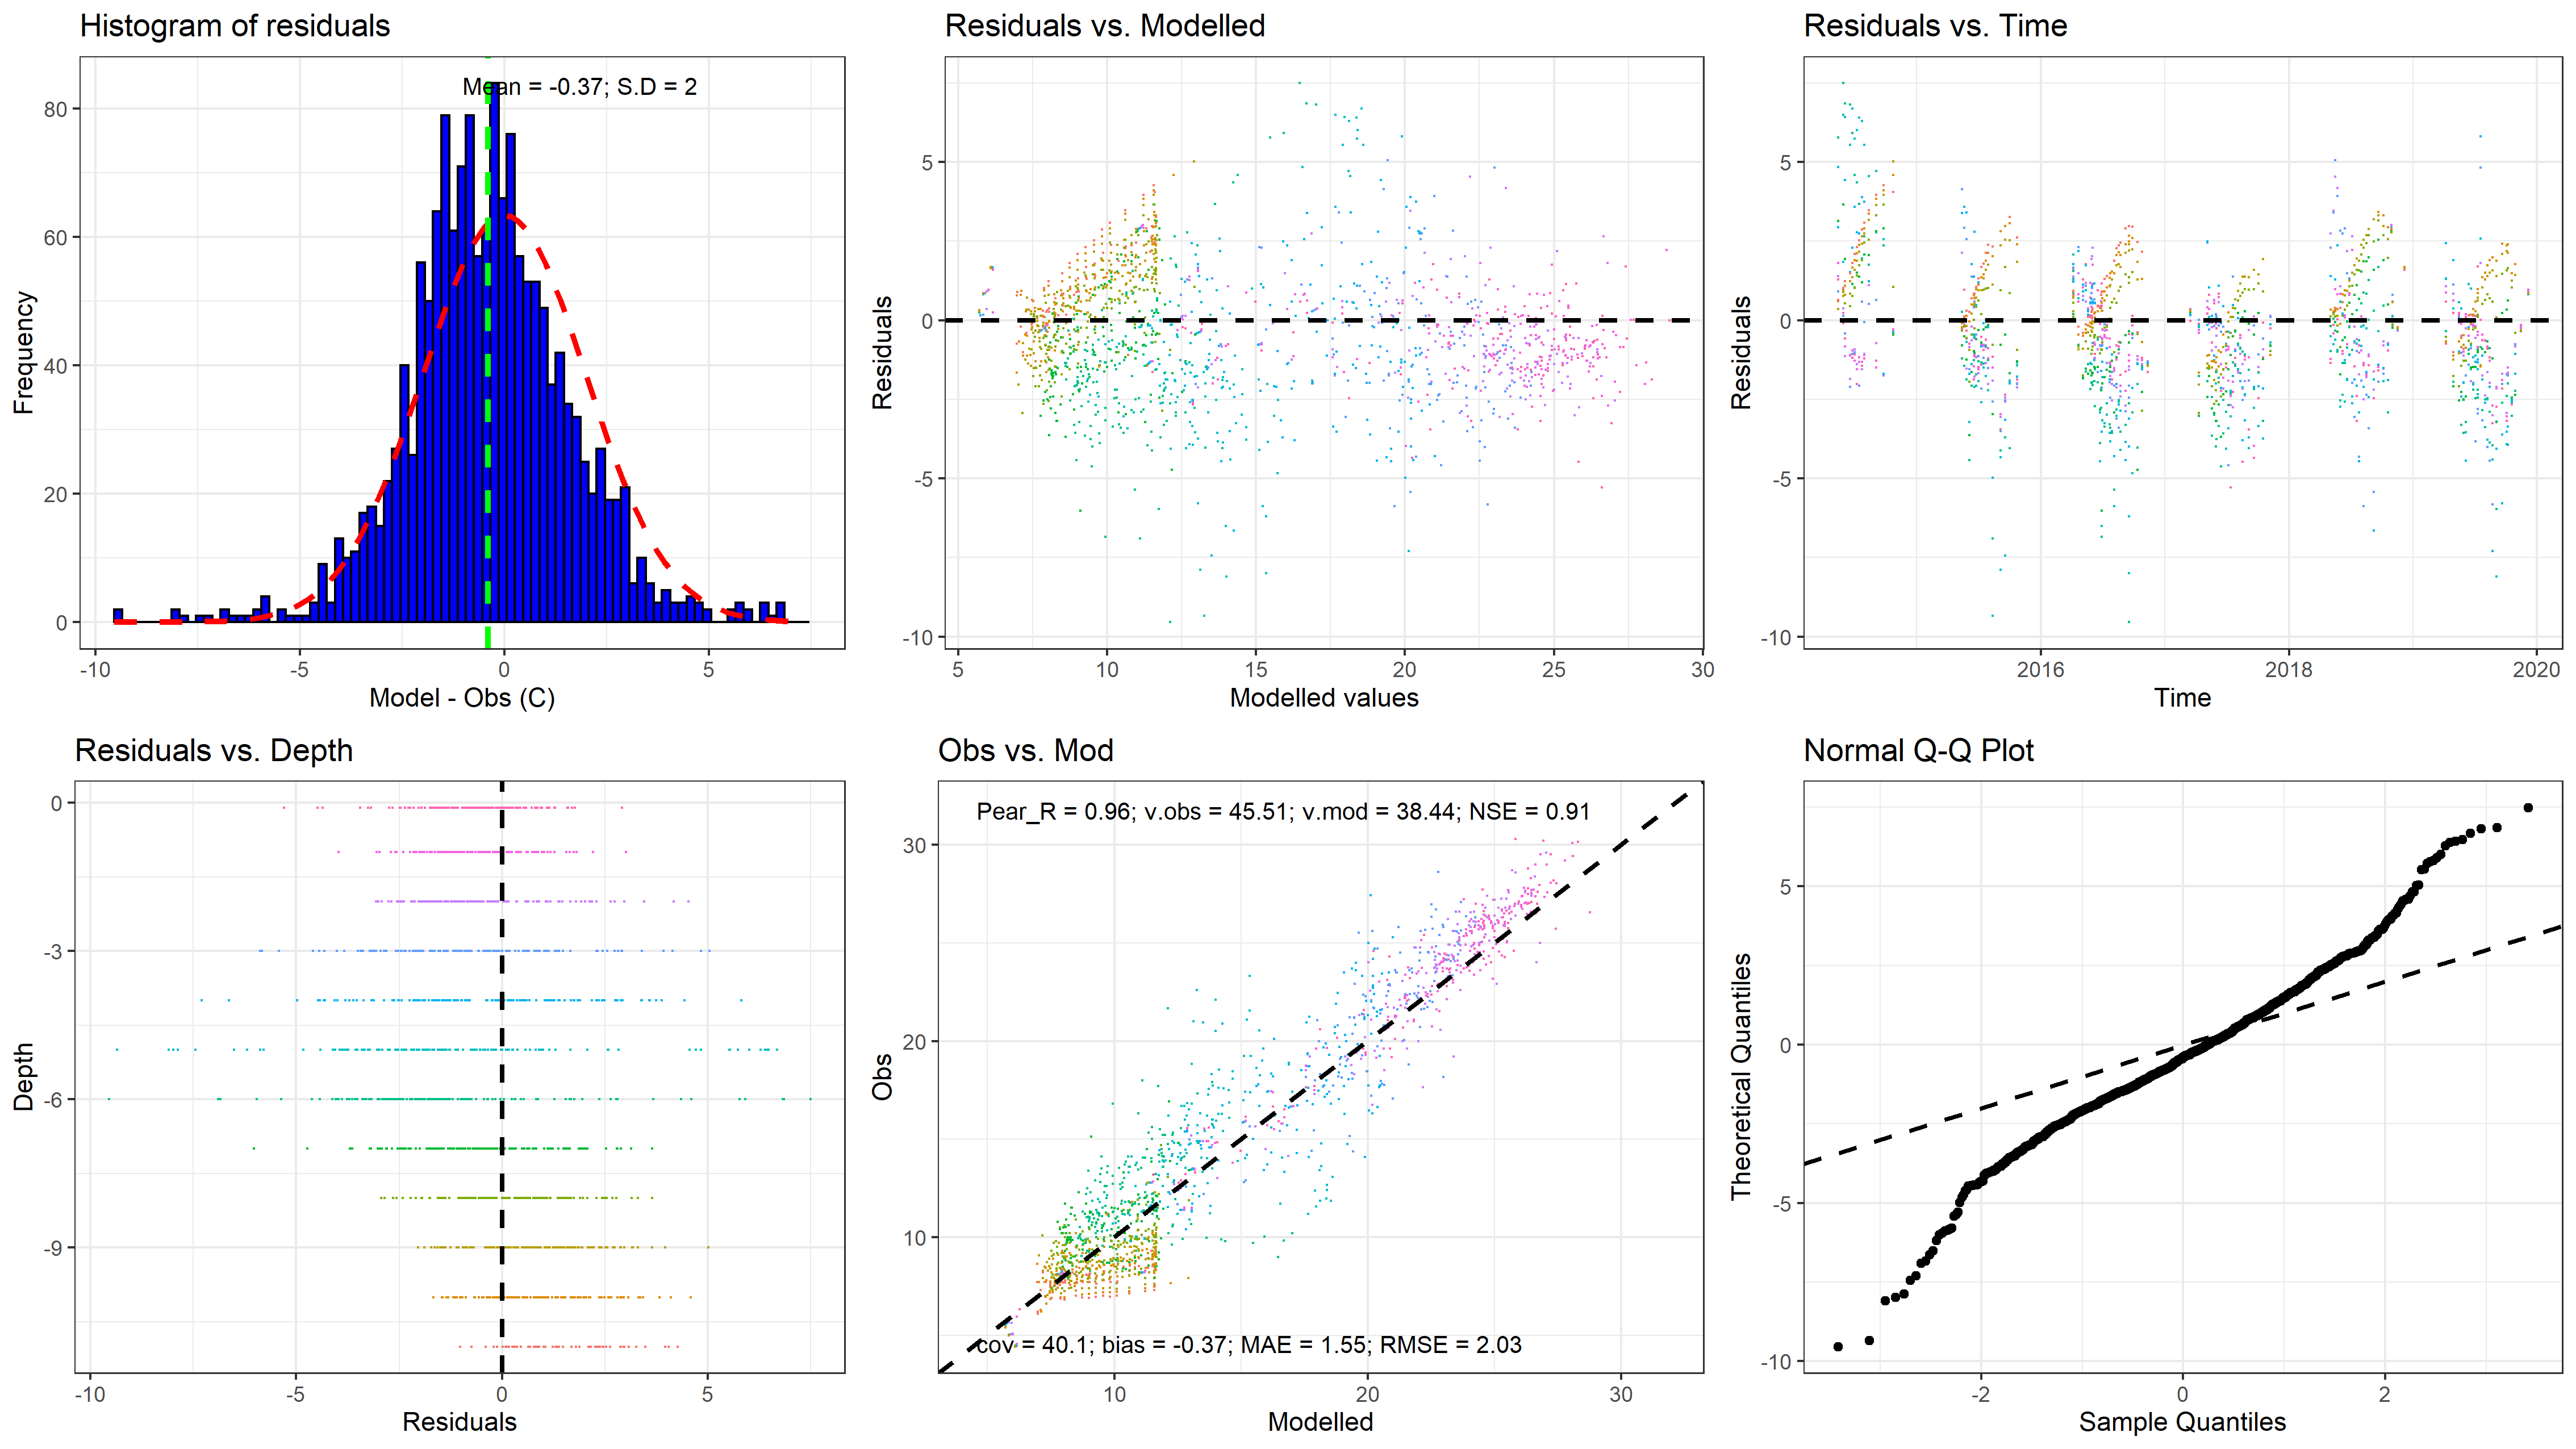 Histogram of residuals
Mean = -0.37; S.D = 2
Frequency
80
60
40
20
0
-10
-5
0
5
Model - Obs (C)
Residuals vs. Modelled
Residuals
5
0
-5
-10
5
10
15
20
25
30
Modelled values
Residuals vs. Time
Residuals
5
0
-5
-10
2016
2018
2020
Time
Residuals vs. Depth
Depth
0
-3
-6
-9
-10
-5
0
5
Residuals
Obs vs. Mod
Pear_R = 0.96; v.obs = 45.51; v.mod = 38.44; NSE = 0.91
Obs
30
20
10
cov = 40.1; bias = -0.37; MAE = 1.55; RMSE = 2.03
10
20
30
Modelled
Normal Q-Q Plot
Theoretical Quantiles
5
0
-5
-10
-2
0
2
Sample Quantiles